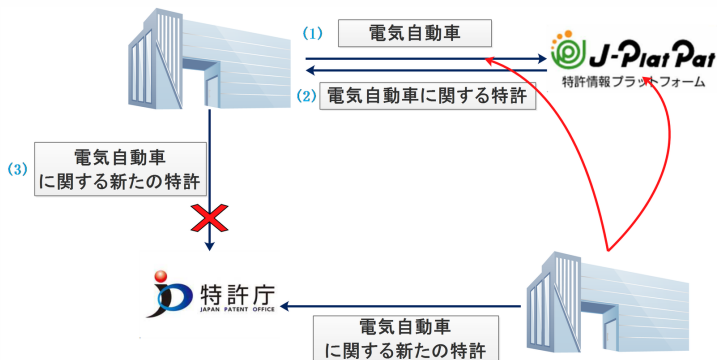 (1)
電気自動車
J-PlatPat
特許情報プラットフォーム
(2)
電気自動車に関する特許
(3)
電気自動車
に関する新たの特許
特許庁
JAPAN PATENT OFFICE
電気自動車
に関する新たの特許